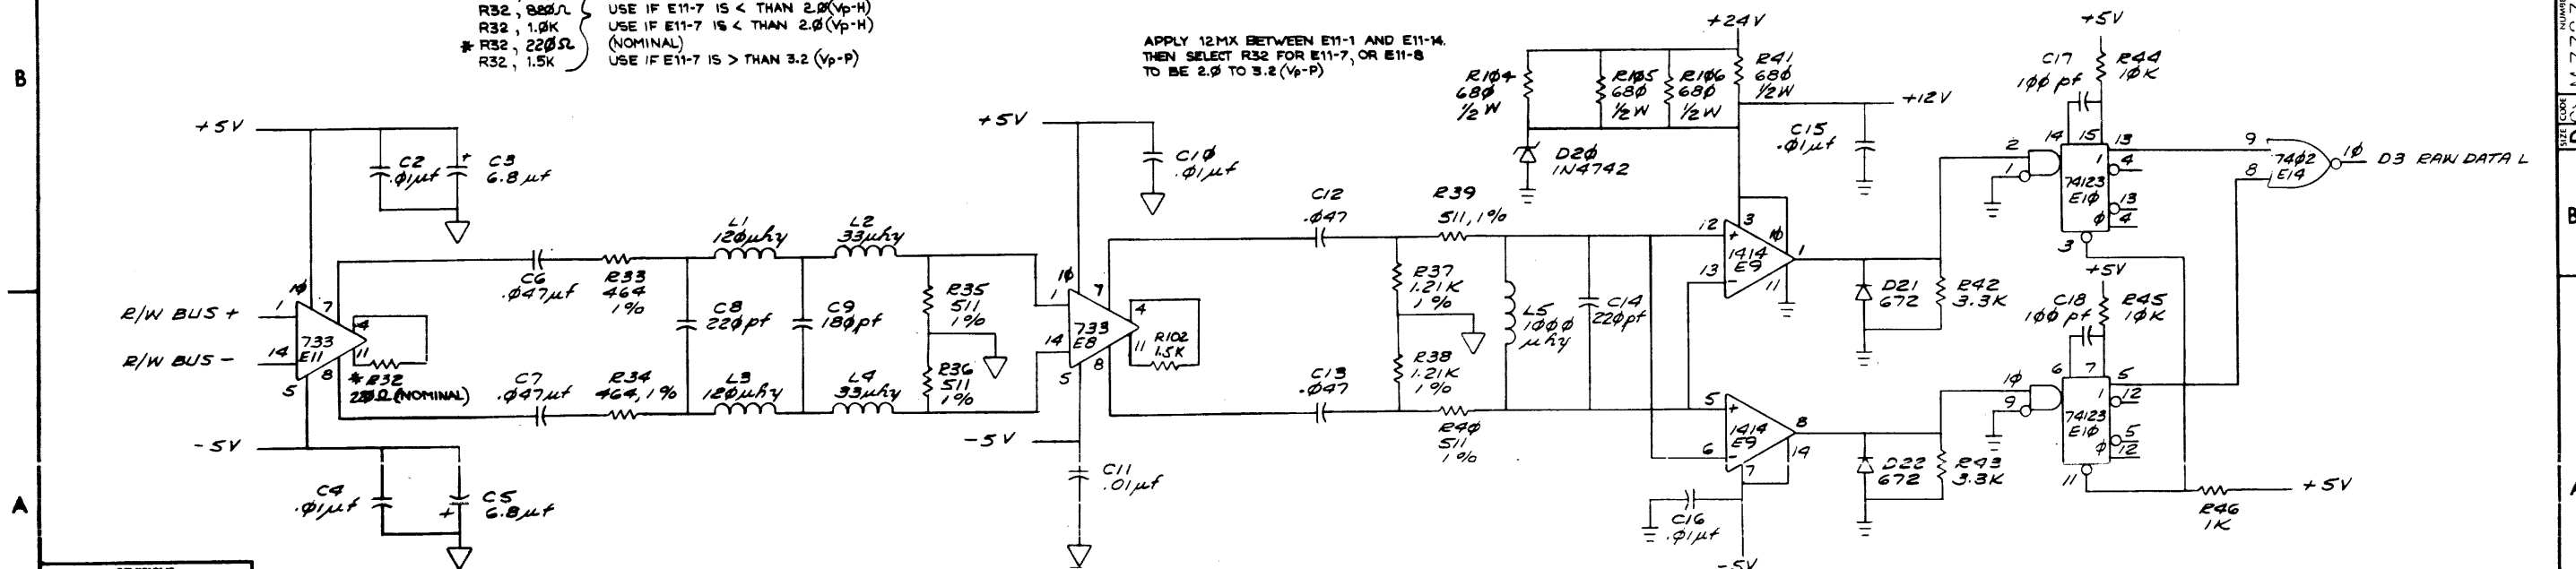 R32, 820Ω USE IF E11-7 IS < THAN 2.0(Vp-H)
R32, 1.0K USE IF E11-7 IS < THAN 2.0(Vp-H)
* R32, 220Ω (NOMINAL)
R32, 1.5K USE IF E11-7 IS > THAN 3.2 (Vp-P)
APPLY 12MX BETWEEN E11-1 AND E11-14.
THEN SELECT R32 FOR E11-7, OR E11-8
TO BE 2.0 TO 3.2 (Vp-P)
B
+5V
C2
.01µf
+
C3
6.8µf
R/W BUS +
R/W BUS -
1
10
7
4
733
E11
14
11
8
5
* R32
220Ω (NOMINAL)
-5V
C4
.01µf
+
C5
6.8µf
C6
.047µf
R33
464
1%
C7
.047µf
R34
464, 1%
L1
120µhy
L2
33µhy
C8
220pf
C9
180pf
L3
120µhy
L4
33µhy
R35
511
1%
R36
511
1%
+5V
C10
.01µf
10
7
1
4
733
E8
14
11
8
5
R102
1.5K
-5V
C11
.01µf
C12
.047
R39
511, 1%
R37
1.21K
1%
R38
1.21K
1%
C13
.047
R40
511
1%
L5
1000
µhy
C14
220pf
+24V
R104
680
1/2W
R105
680
1/2W
R106
680
1/2W
R41
680
1/2W
+12V
D20
1N4742
C15
.01µf
12
+
3
10
1414
E9
13
-
11
1
5
+
1414
E9
6
-
7
14
8
C16
.01µf
-5V
D21
672
R42
3.3K
D22
672
R43
3.3K
+5V
C17
100pf
R44
10K
2
1
14
15
13
1
4
74123
E10
13
0
4
3
+5V
C18
100pf
R45
10K
10
9
6
7
5
1
12
74123
E10
5
0
12
11
R46
1K
+5V
9
8
7402
E14
10
D3 RAW DATA L
NUMBE
SIZE
CODE
B
A